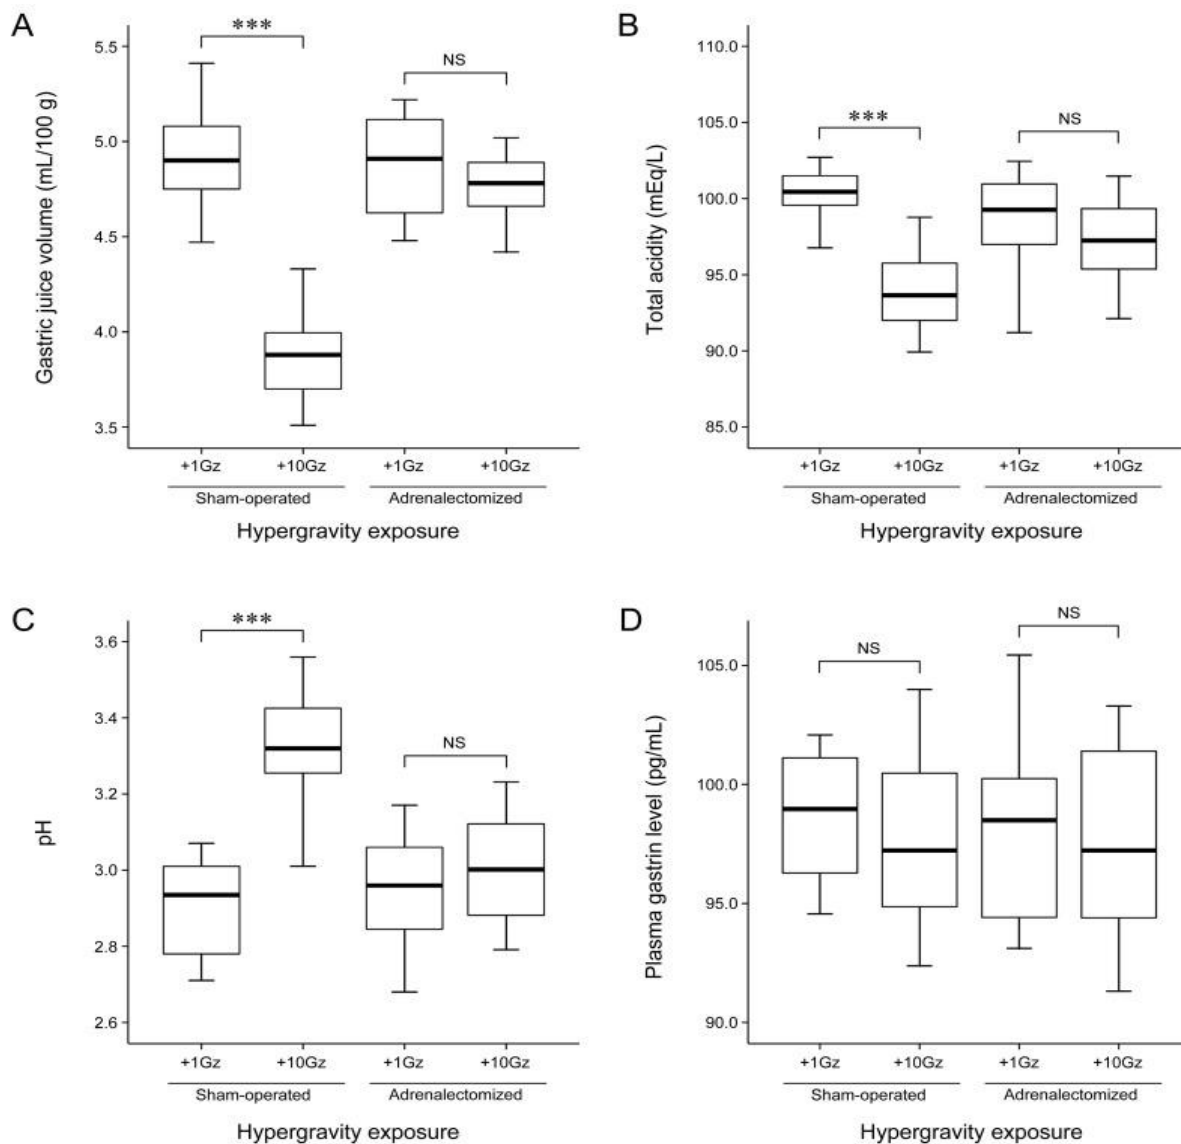 A
Gastric juice volume (mL/100 g)
5.5
5.0
4.5
4.0
3.5
***
NS
+1Gz +10Gz +1Gz +10Gz
Sham-operated Adrenalectomized
Hypergravity exposure
B
Total acidity (mEq/L)
110.0
105.0
100.0
95.0
90.0
85.0
***
NS
+1Gz +10Gz +1Gz +10Gz
Sham-operated Adrenalectomized
Hypergravity exposure
C
pH
3.6
3.4
3.2
3.0
2.8
2.6
***
NS
+1Gz +10Gz +1Gz +10Gz
Sham-operated Adrenalectomized
Hypergravity exposure
D
Plasma gastrin level (pg/mL)
105.0
100.0
95.0
90.0
NS
NS
+1Gz +10Gz +1Gz +10Gz
Sham-operated Adrenalectomized
Hypergravity exposure